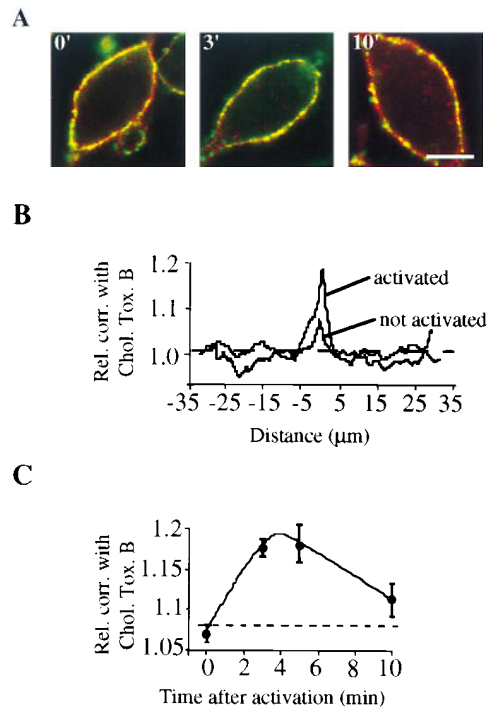 A
0' 3' 10'
B
Rel. corr. with
Chol. Tox. B
1.2
1.1
1.0
activated
not activated
-35 -25 -15 -5 5 15 25 35
Distance (µm)
C
Rel. corr. with
Chol. Tox. B
1.2
1.15
1.1
1.05
0 2 4 6 8 10
Time after activation (min)